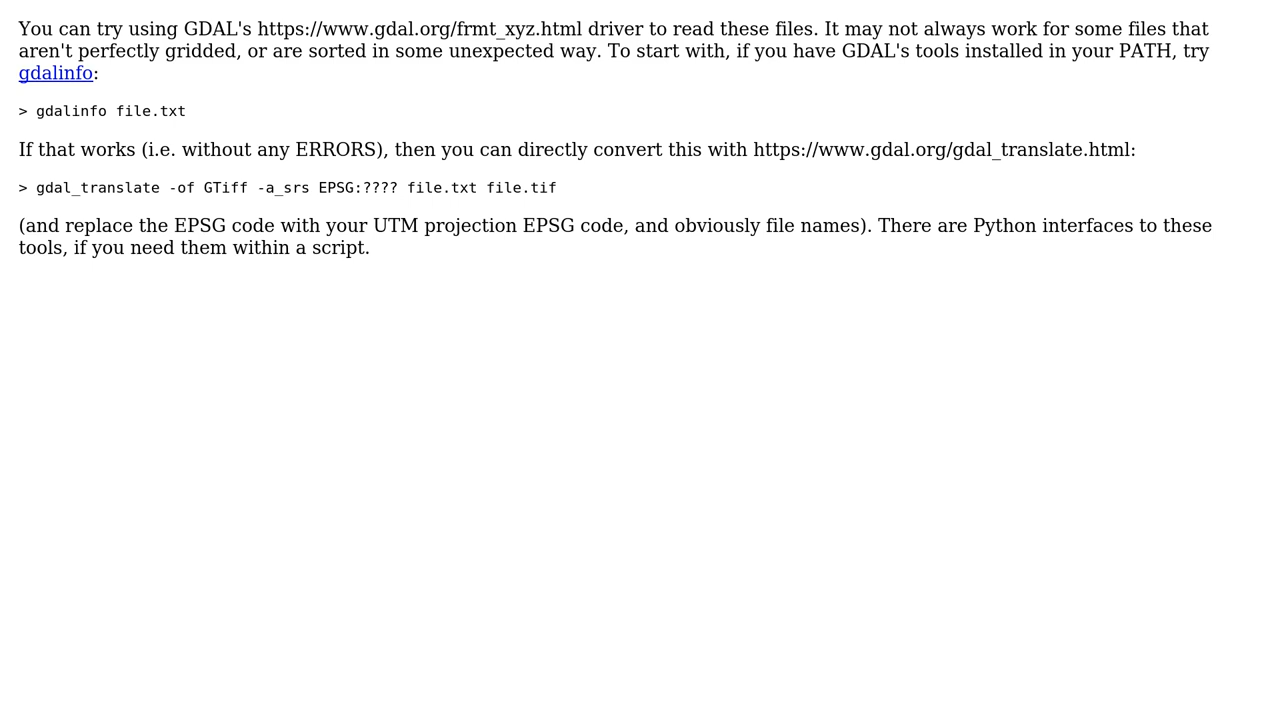 You can try using GDAL's https://www.gdal.org/frmt_xyz.html driver to read these files. It may not always work for some files that
aren't perfectly gridded, or are sorted in some unexpected way. To start with, if you have GDAL's tools installed in your PATH, try
gdalinfo:
> gdalinfo file.txt
If that works (i.e. without any ERRORS), then you can directly convert this with https://www.gdal.org/gdal_translate.html:
> gdal_translate -of GTiff -a_srs EPSG:???? file.txt file.tif
(and replace the EPSG code with your UTM projection EPSG code, and obviously file names). There are Python interfaces to these
tools, if you need them within a script.